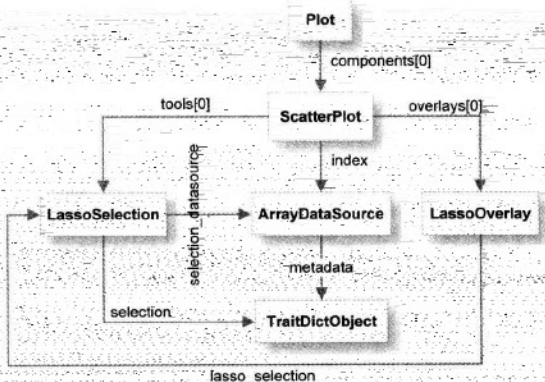 Plot
components[0]
tools[0]
overlays[0]
ScatterPlot
index
selection_datasource
LassoSelection
ArrayDataSource
LassoOverlay
metadata
selection
TraitDictObject
lasso_selection